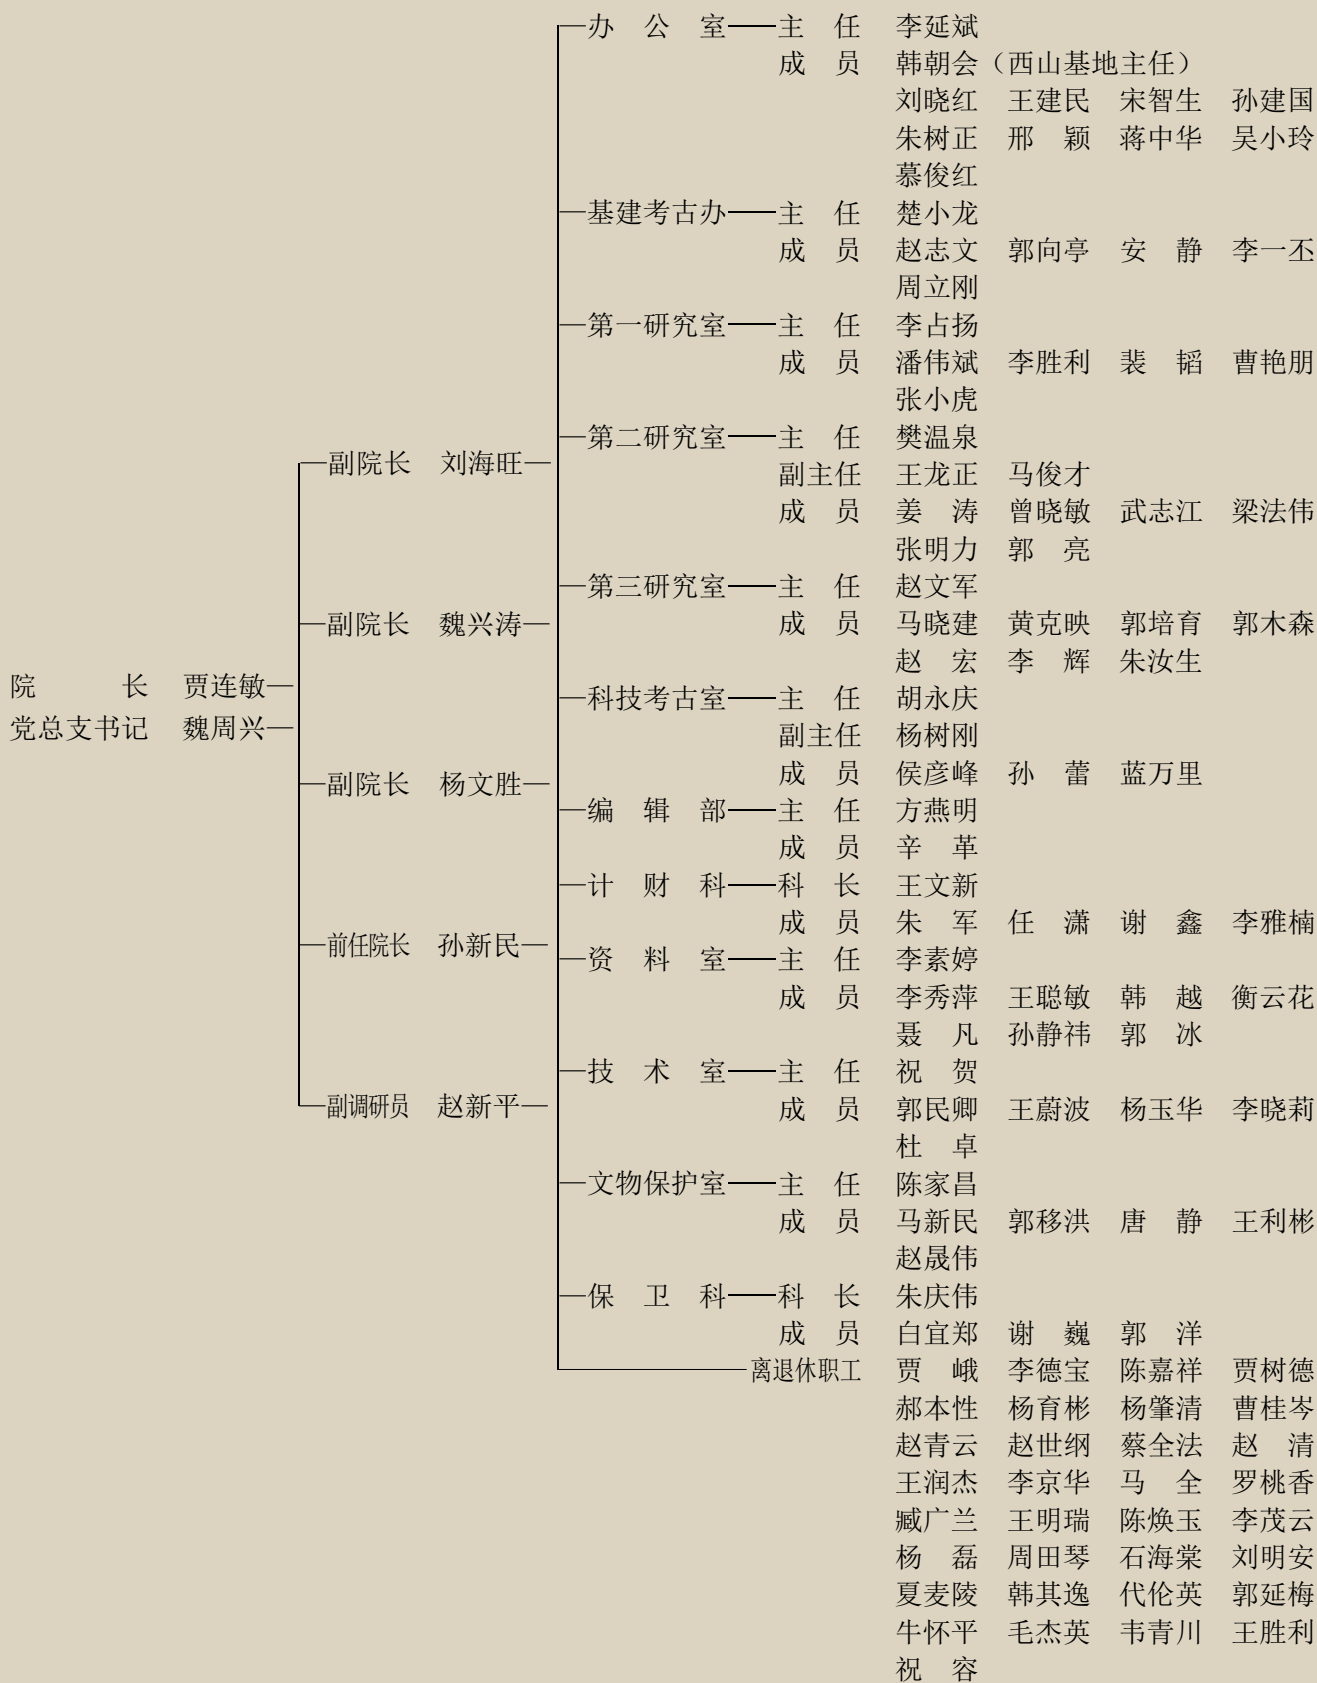 院　　　长　贾连敏
党总支书记　魏周兴
副院长　刘海旺
副院长　魏兴涛
副院长　杨文胜
前任院长　孙新民
副调研员　赵新平
办　公　室　主　任　李延斌
成　员　韩朝会（西山基地主任）
刘晓红　王建民　宋智生　孙建国
朱树正　邢　颖　蒋中华　吴小玲
慕俊红
基建考古办　主　任　楚小龙
成　员　赵志文　郭向亭　安　静　李一丕
周立刚
第一研究室　主　任　李占扬
成　员　潘伟斌　李胜利　裴　韬　曹艳朋
张小虎
第二研究室　主　任　樊温泉
副主任　王龙正　马俊才
成　员　姜　涛　曾晓敏　武志江　梁法伟
张明力　郭　亮
第三研究室　主　任　赵文军
成　员　马晓建　黄克映　郭培育　郭木森
赵　宏　李　辉　朱汝生
科技考古室　主　任　胡永庆
副主任　杨树刚
成　员　侯彦峰　孙　蕾　蓝万里
编　辑　部　主　任　方燕明
成　员　辛　革
计　财　科　科　长　王文新
成　员　朱　军　任　潇　谢　鑫　李雅楠
资　料　室　主　任　李素婷
成　员　李秀萍　王聪敏　韩　越　衡云花
聂　凡　孙静祎　郭　冰
技　术　室　主　任　祝　贺
成　员　郭民卿　王蔚波　杨玉华　李晓莉
杜　卓
文物保护室　主　任　陈家昌
成　员　马新民　郭移洪　唐　静　王利彬
赵晟伟
保　卫　科　科　长　朱庆伟
成　员　白宜郑　谢　巍　郭　洋
离退休职工　贾　峨　李德宝　陈嘉祥　贾树德
郝本性　杨育彬　杨肇清　曹桂岑
赵青云　赵世纲　蔡全法　赵　清
王润杰　李京华　马　全　罗桃香
臧广兰　王明瑞　陈焕玉　李茂云
杨　磊　周田琴　石海棠　刘明安
夏麦陵　韩其逸　代伦英　郭延梅
牛怀平　毛杰英　韦青川　王胜利
祝　容